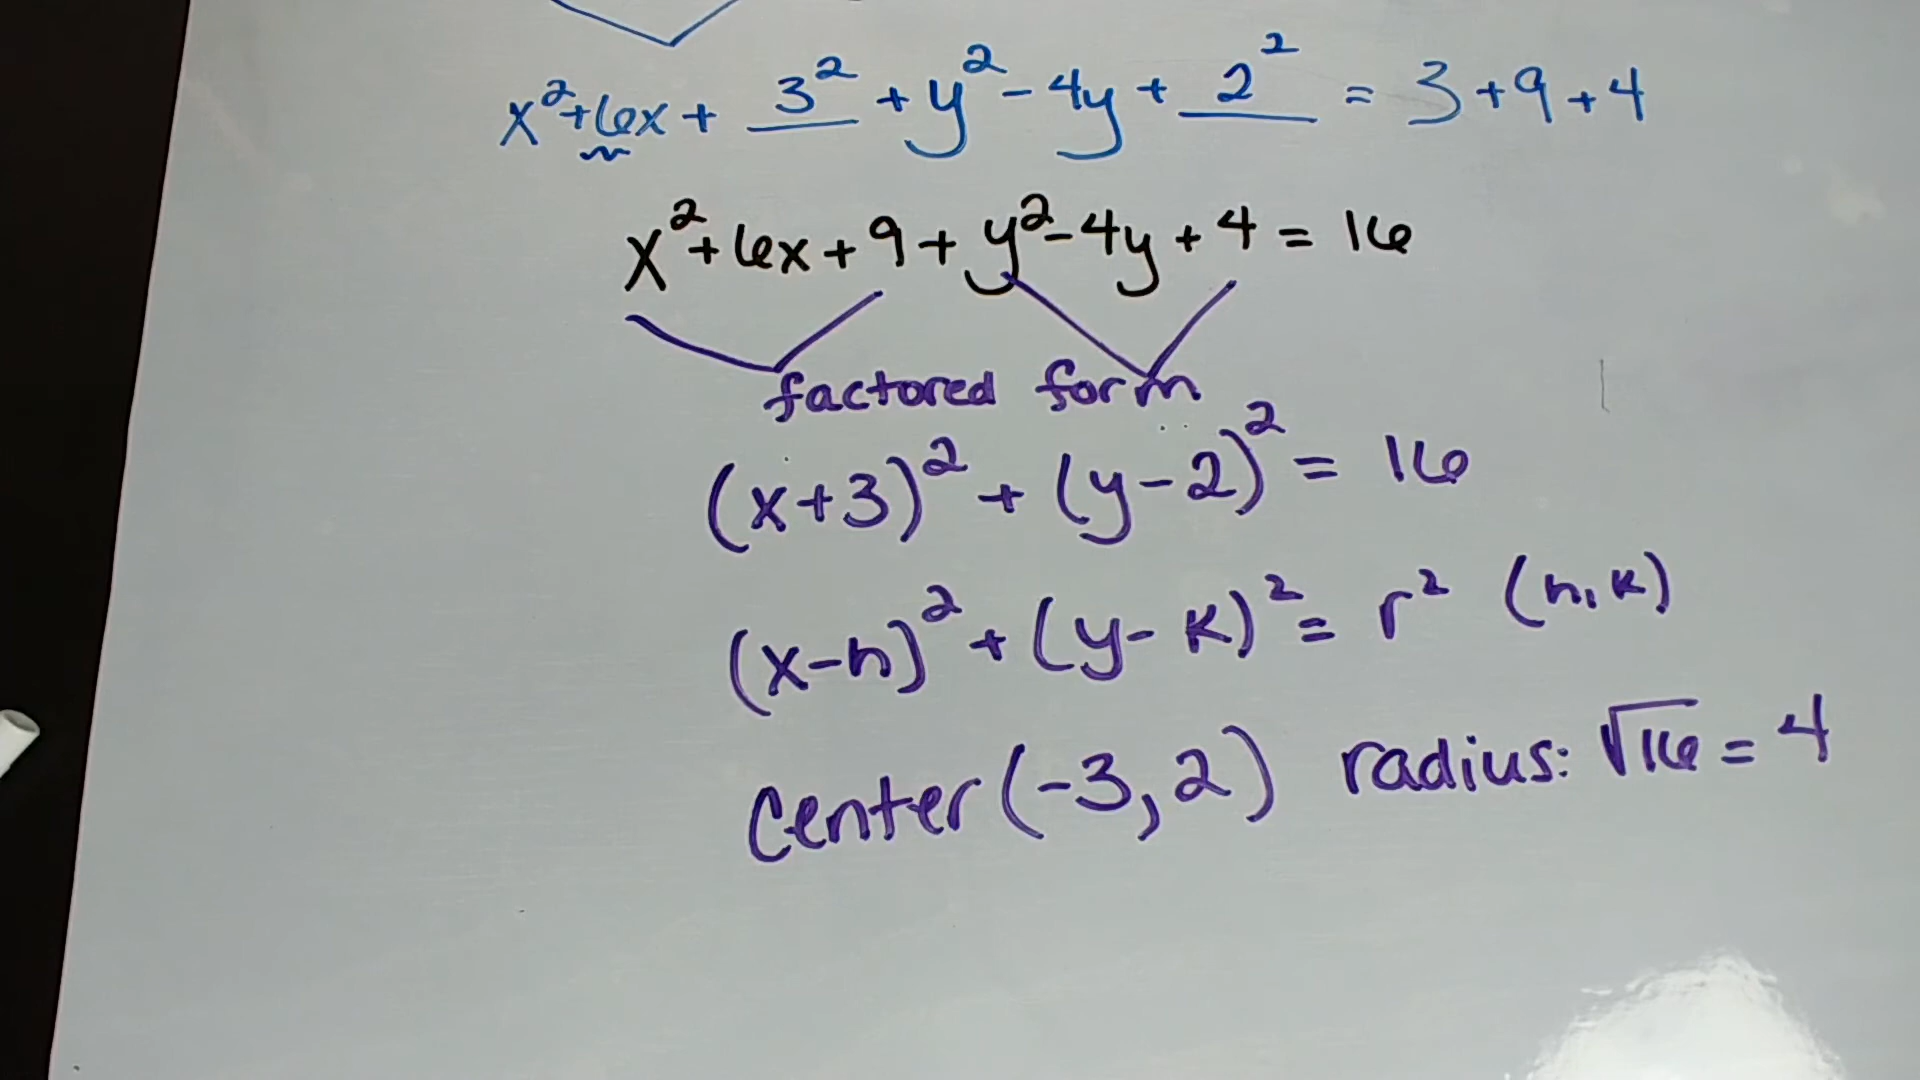 x²+6x+ 3² + y² - 4y + 2² = 3+9+4
x²+6x+9+y²-4y+4 = 16
factored form
(x+3)² + (y-2)² = 16
(x-h)² + (y-k)² = r² (h,k)
Center (-3,2) radius: √16 = 4